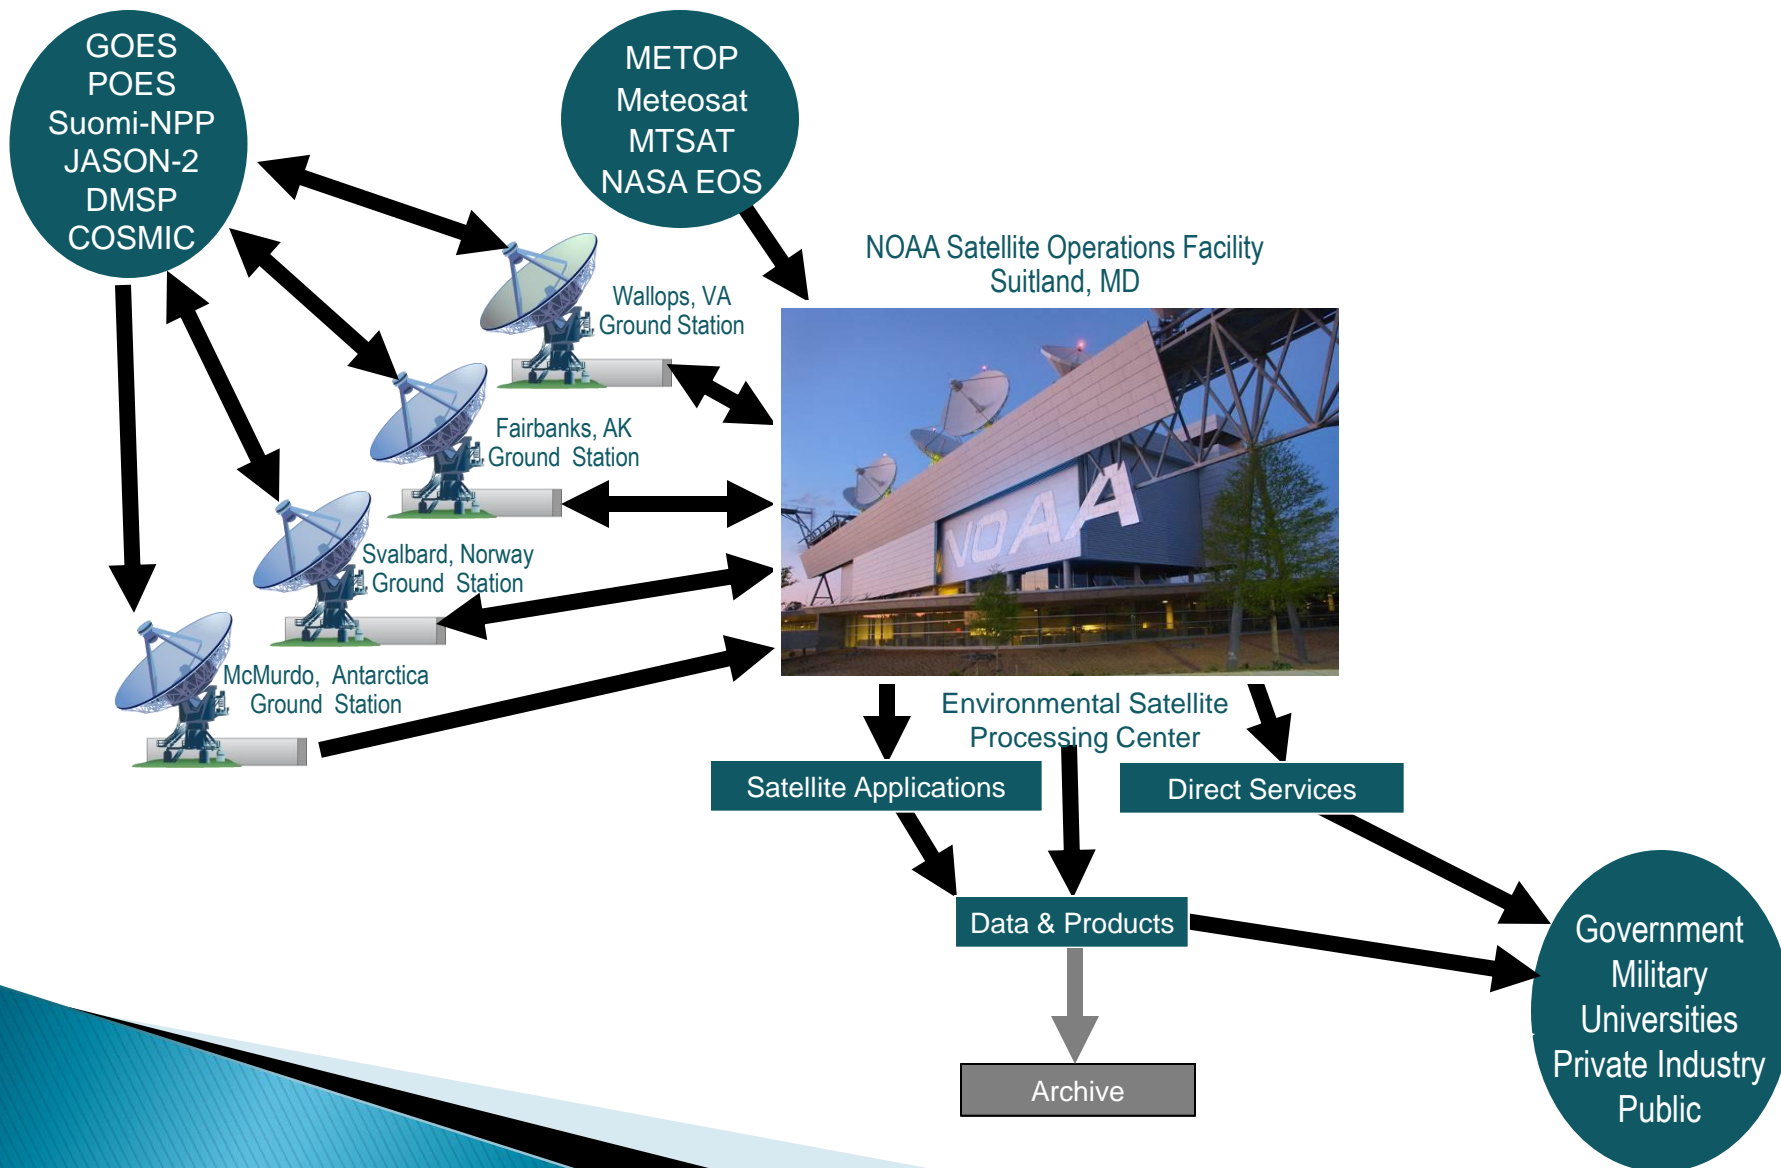 GOES
POES
Suomi-NPP
JASON-2
DMSP
COSMIC
METOP
Meteosat
MTSAT
NASA EOS
NOAA Satellite Operations Facility
Suitland, MD
Wallops, VA
Ground Station
Fairbanks, AK
Ground Station
Svalbard, Norway
Ground Station
McMurdo, Antarctica
Ground Station
NOAA
Environmental Satellite
Processing Center
Satellite Applications
Direct Services
Data & Products
Archive
Government
Military
Universities
Private Industry
Public